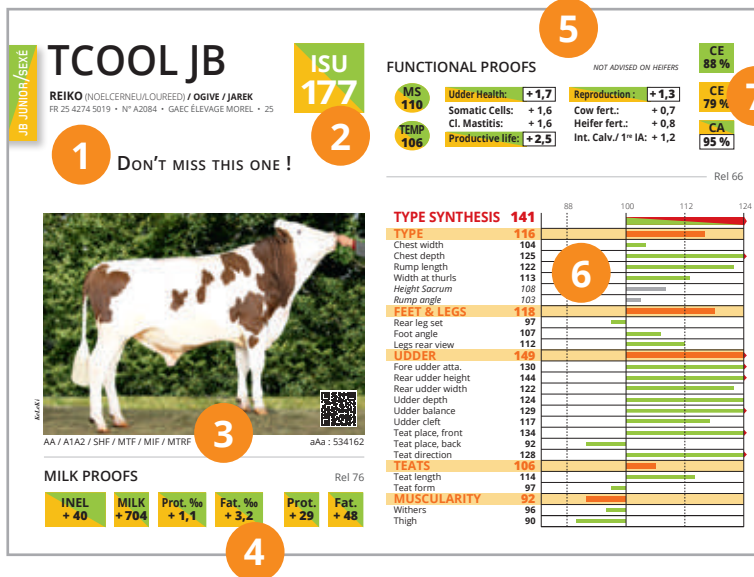 JB JUNIOR/SEXÉ
TCOOL JB
REIKO (NOELCERNEU/LOUREED) / OGIVE / JAREK
FR 25 4274 5019 • N° A2084 • GAEC ÉLEVAGE MOREL • 25
ISU
177
1
2
DON'T MISS THIS ONE !
KeLeKi
3
AA / A1A2 / SHF / MTF / MIF / MTRF
aAa : 534162
MILK PROOFS Rel 76
INEL + 40
MILK + 704
Prot. ‰ + 1,1
Fat. ‰ + 3,2
Prot. + 29
Fat. + 48
4
5
FUNCTIONAL PROOFS NOT ADVISED ON HEIFERS
MS 110
TEMP 106
Udder Health: + 1,7
Somatic Cells: + 1,6
Cl. Mastitis: + 1,6
Productive life: + 2,5
Reproduction : + 1,3
Cow fert.: + 0,7
Heifer fert.: + 0,8
Int. Calv./ 1re IA: + 1,2
CE 88 %
CE 79 %
CA 95 %
7
Rel 66
88 100 112 124
TYPE SYNTHESIS 141
TYPE 116
Chest width 104
Chest depth 125
Rump length 122
Width at thurls 113
Height Sacrum 108
Rump angle 103
6
FEET & LEGS 118
Rear leg set 97
Foot angle 107
Legs rear view 112
UDDER 149
Fore udder atta. 130
Rear udder height 144
Rear udder width 122
Udder depth 124
Udder balance 129
Udder cleft 117
Teat place, front 134
Teat place, back 92
Teat direction 128
TEATS 106
Teat length 114
Teat form 97
MUSCULARITY 92
Withers 96
Thigh 90